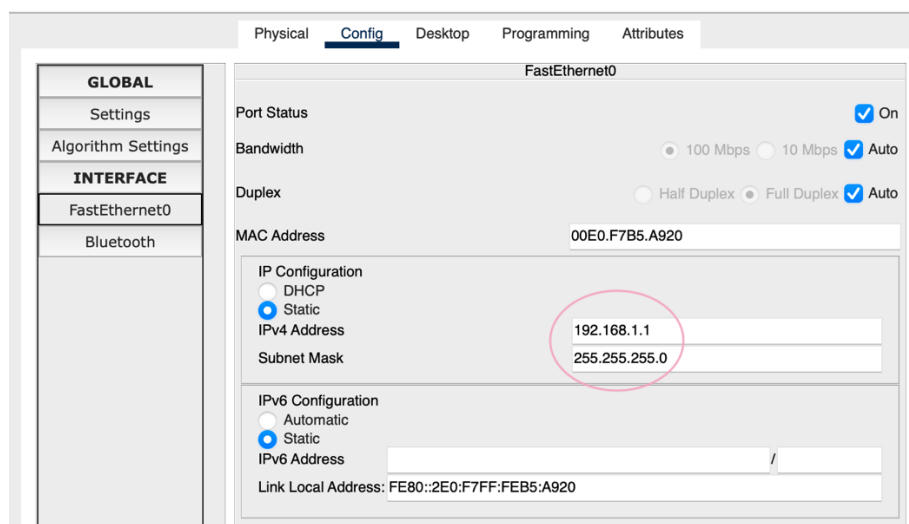 Physical Config Desktop Programming Attributes
GLOBAL
Settings
Algorithm Settings
INTERFACE
FastEthernet0
Bluetooth
FastEthernet0
Port Status On
Bandwidth 100 Mbps 10 Mbps Auto
Duplex Half Duplex Full Duplex Auto
MAC Address 00E0.F7B5.A920
IP Configuration
DHCP
Static
IPv4 Address 192.168.1.1
Subnet Mask 255.255.255.0
IPv6 Configuration
Automatic
Static
IPv6 Address /
Link Local Address: FE80::2E0:F7FF:FEB5:A920